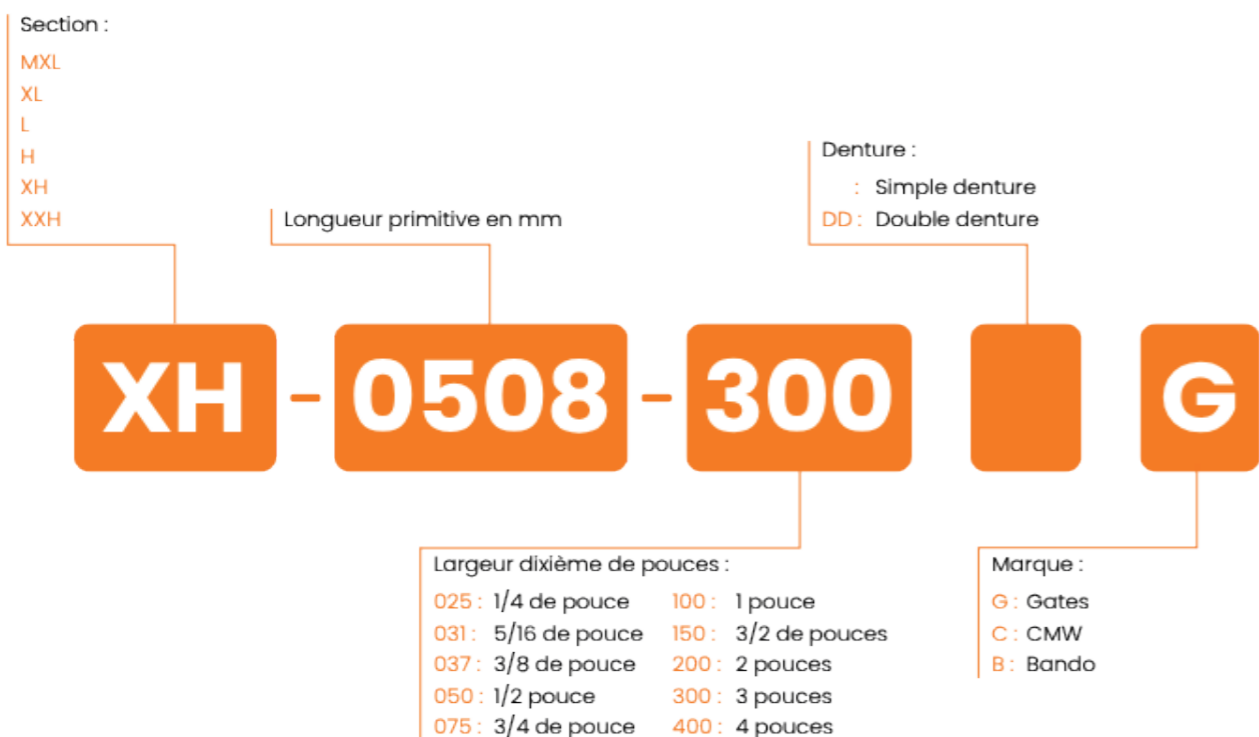 Section :
MXL
XL
L
H
XH
XXH
Longueur primitive en mm
Denture :
: Simple denture
DD : Double denture
XH - 0508 - 300 G
Largeur dixième de pouces :
025 : 1/4 de pouce 100 : 1 pouce
031 : 5/16 de pouce 150 : 3/2 de pouces
037 : 3/8 de pouce 200 : 2 pouces
050 : 1/2 pouce 300 : 3 pouces
075 : 3/4 de pouce 400 : 4 pouces
Marque :
G : Gates
C : CMW
B : Bando